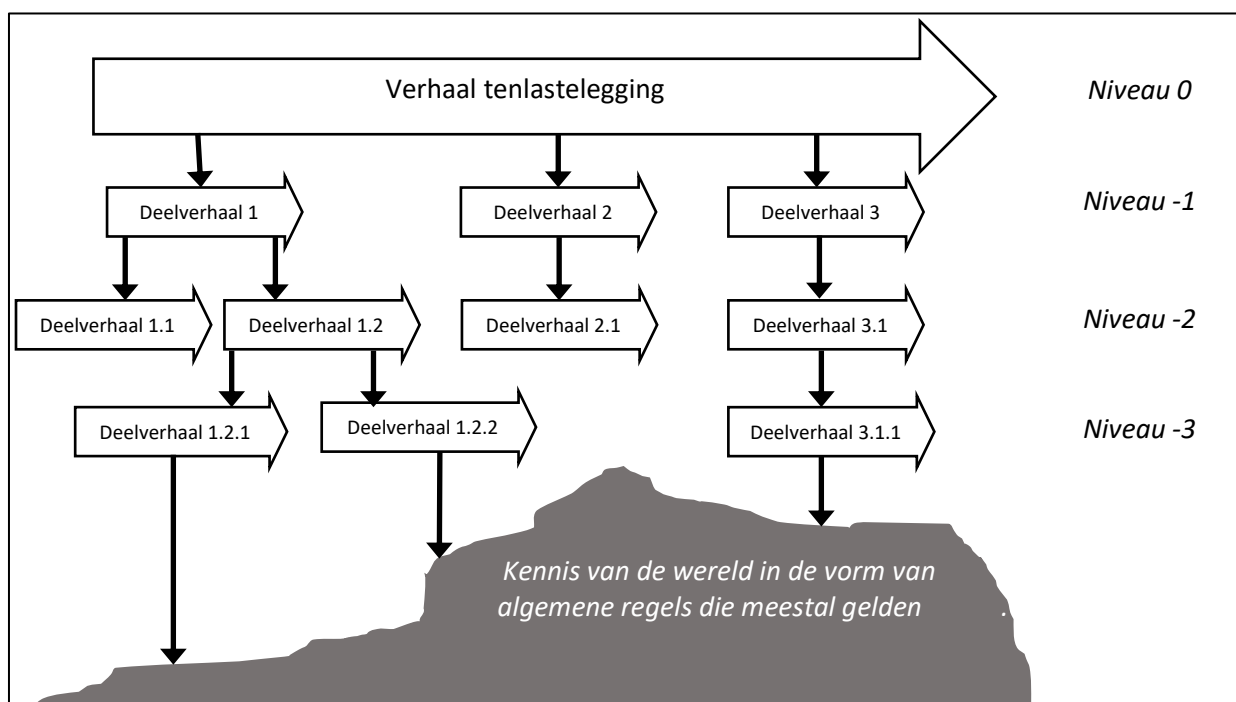 Verhaal tenlastelegging
Niveau 0
Deelverhaal 1
Deelverhaal 2
Deelverhaal 3
Niveau -1
Deelverhaal 1.1
Deelverhaal 1.2
Deelverhaal 2.1
Deelverhaal 3.1
Niveau -2
Deelverhaal 1.2.1
Deelverhaal 1.2.2
Deelverhaal 3.1.1
Niveau -3
Kennis van de wereld in de vorm van
algemene regels die meestal gelden .